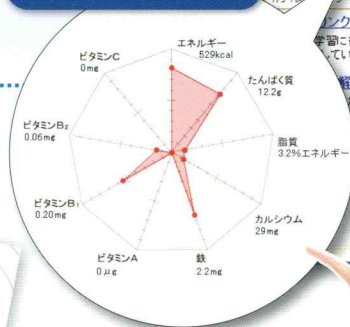 エネルギー
529kcal
たんぱく質
12.2g
脂質
3.2%エネルギー
カルシウム
29mg
鉄
2.2mg
ビタミンA
0μg
ビタミンB₁
0.20mg
ビタミンB₂
0.06mg
ビタミンC
0mg
学習に